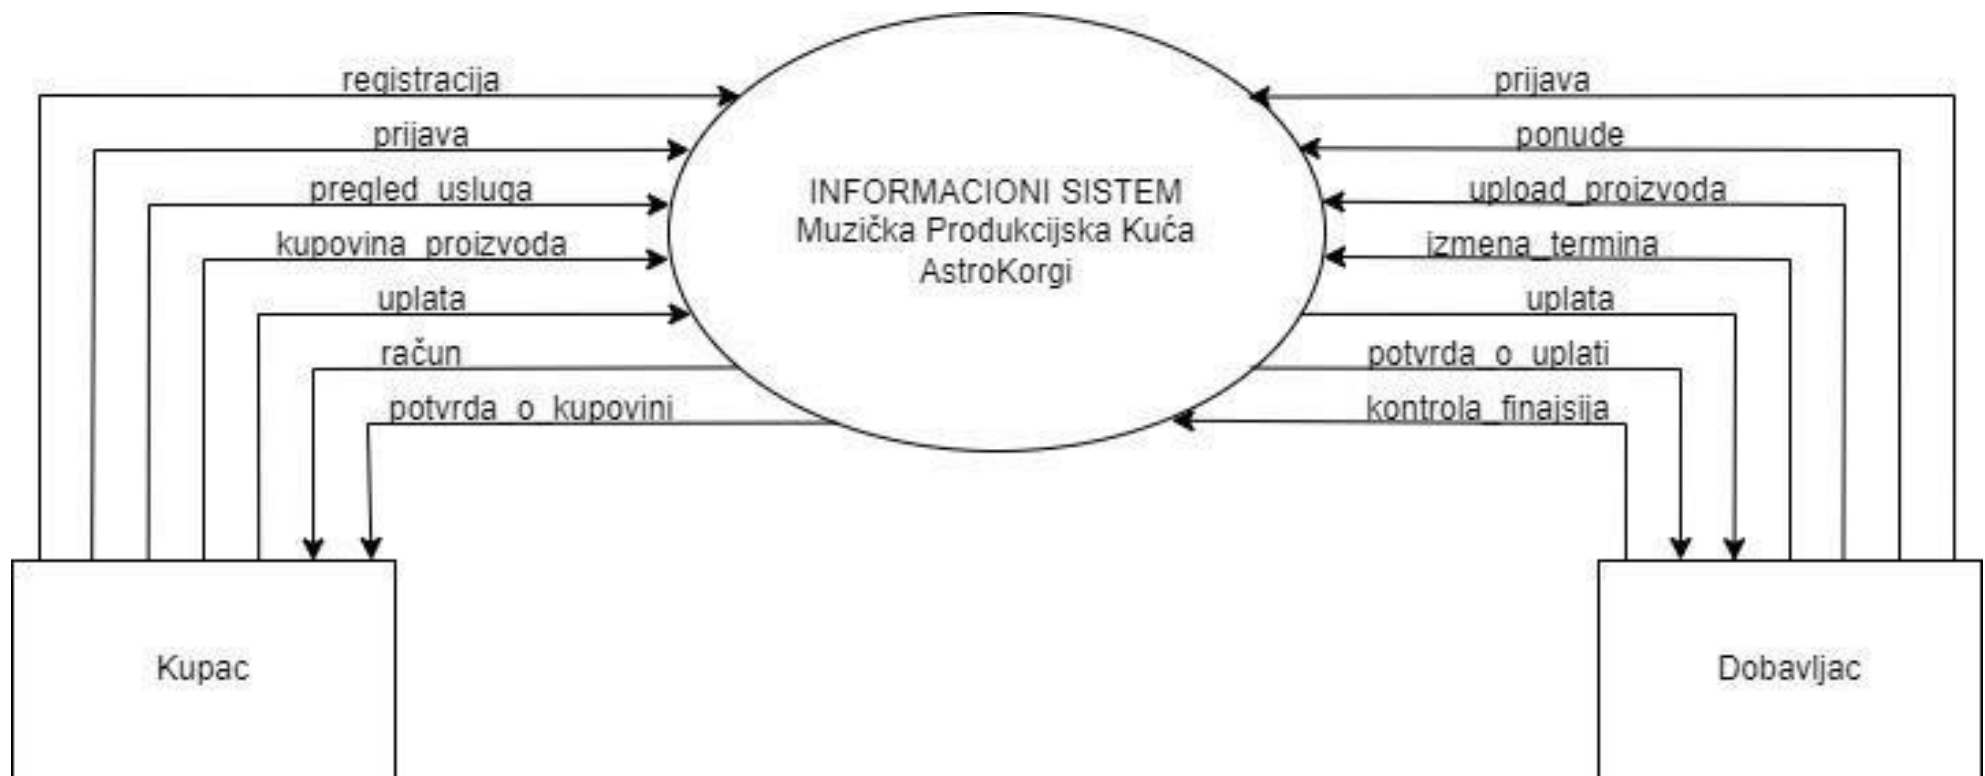 registracija
prijava
pregled_usluga
kupovina_proizvoda
uplata
račun
potvrda_o_kupovini
INFORMACIONI SISTEM
Muzička Produkcijska Kuća
AstroKorgi
prijava
ponude
upload_proizvoda
izmena_termina
uplata
potvrda_o_uplati
kontrola_finajsija
Kupac
Dobavljac